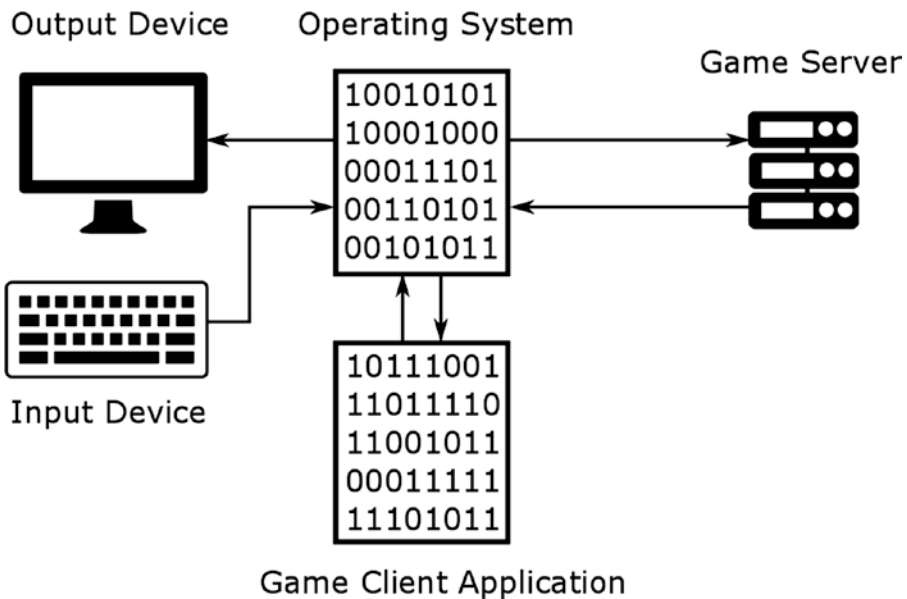 Output Device
Operating System
Game Server
10010101
10001000
00011101
00110101
00101011
Input Device
10111001
11011110
11001011
00011111
11101011
Game Client Application